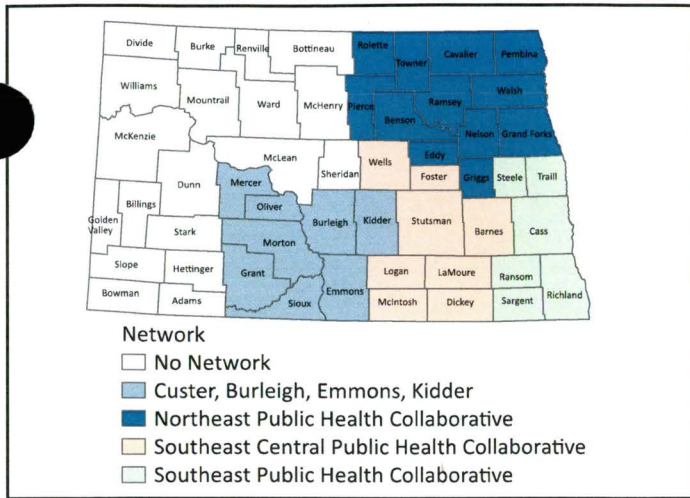 Divide
Burke
Renville
Bottineau
Rolette
Towner
Cavalier
Pembina
Williams
Mountrail
Ward
McHenry
Pierce
Benson
Ramsey
Walsh
McKenzie
Nelson
Grand Forks
McLean
Sheridan
Wells
Eddy
Foster
Griggs
Steele
Traill
Dunn
Mercer
Oliver
Billings
Golden
Valley
Stark
Morton
Burleigh
Kidder
Stutsman
Barnes
Cass
Slope
Hettinger
Grant
Bowman
Adams
Sioux
Emmons
Logan
LaMoure
Ransom
McIntosh
Dickey
Sargent
Richland
Network
No Network
Custer, Burleigh, Emmons, Kidder
Northeast Public Health Collaborative
Southeast Central Public Health Collaborative
Southeast Public Health Collaborative